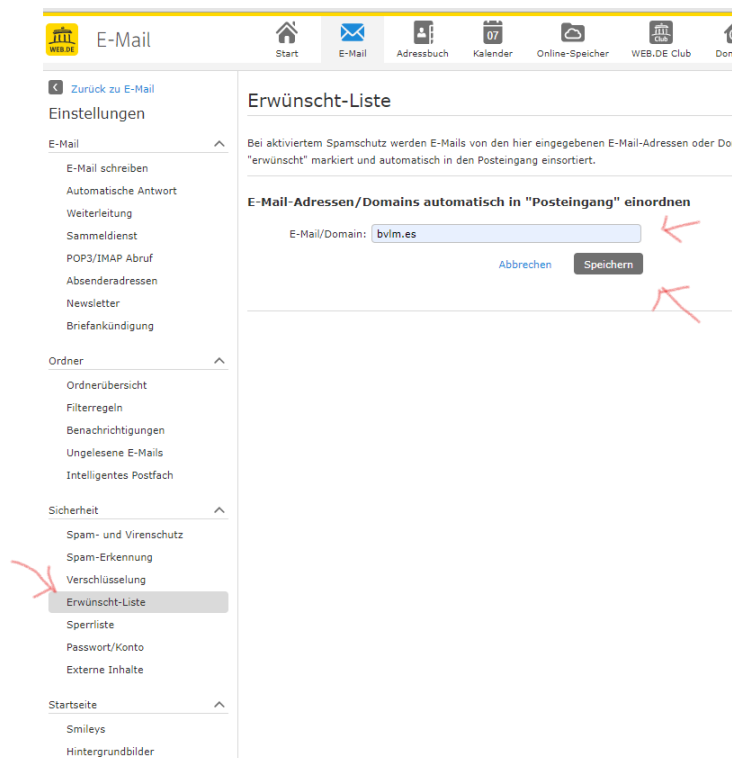 WEB.DE
E-Mail
Start
E-Mail
Adressbuch
07
Kalender
Online-Speicher
Club
WEB.DE Club
Zurück zu E-Mail
Einstellungen
E-Mail
E-Mail schreiben
Automatische Antwort
Weiterleitung
Sammeldienst
POP3/IMAP Abruf
Absenderadressen
Newsletter
Briefankündigung
Ordner
Ordnerübersicht
Filterregeln
Benachrichtigungen
Ungelesene E-Mails
Intelligentes Postfach
Sicherheit
Spam- und Virenschutz
Spam-Erkennung
Verschlüsselung
Erwünscht-Liste
Sperrliste
Passwort/Konto
Externe Inhalte
Startseite
Smileys
Hintergrundbilder
Erwünscht-Liste
Bei aktiviertem Spamschutz werden E-Mails von den hier eingegebenen E-Mail-Adressen oder Do
"erwünscht" markiert und automatisch in den Posteingang einsortiert.
E-Mail-Adressen/Domains automatisch in "Posteingang" einordnen
E-Mail/Domain: bvlm.es
Abbrechen Speichern